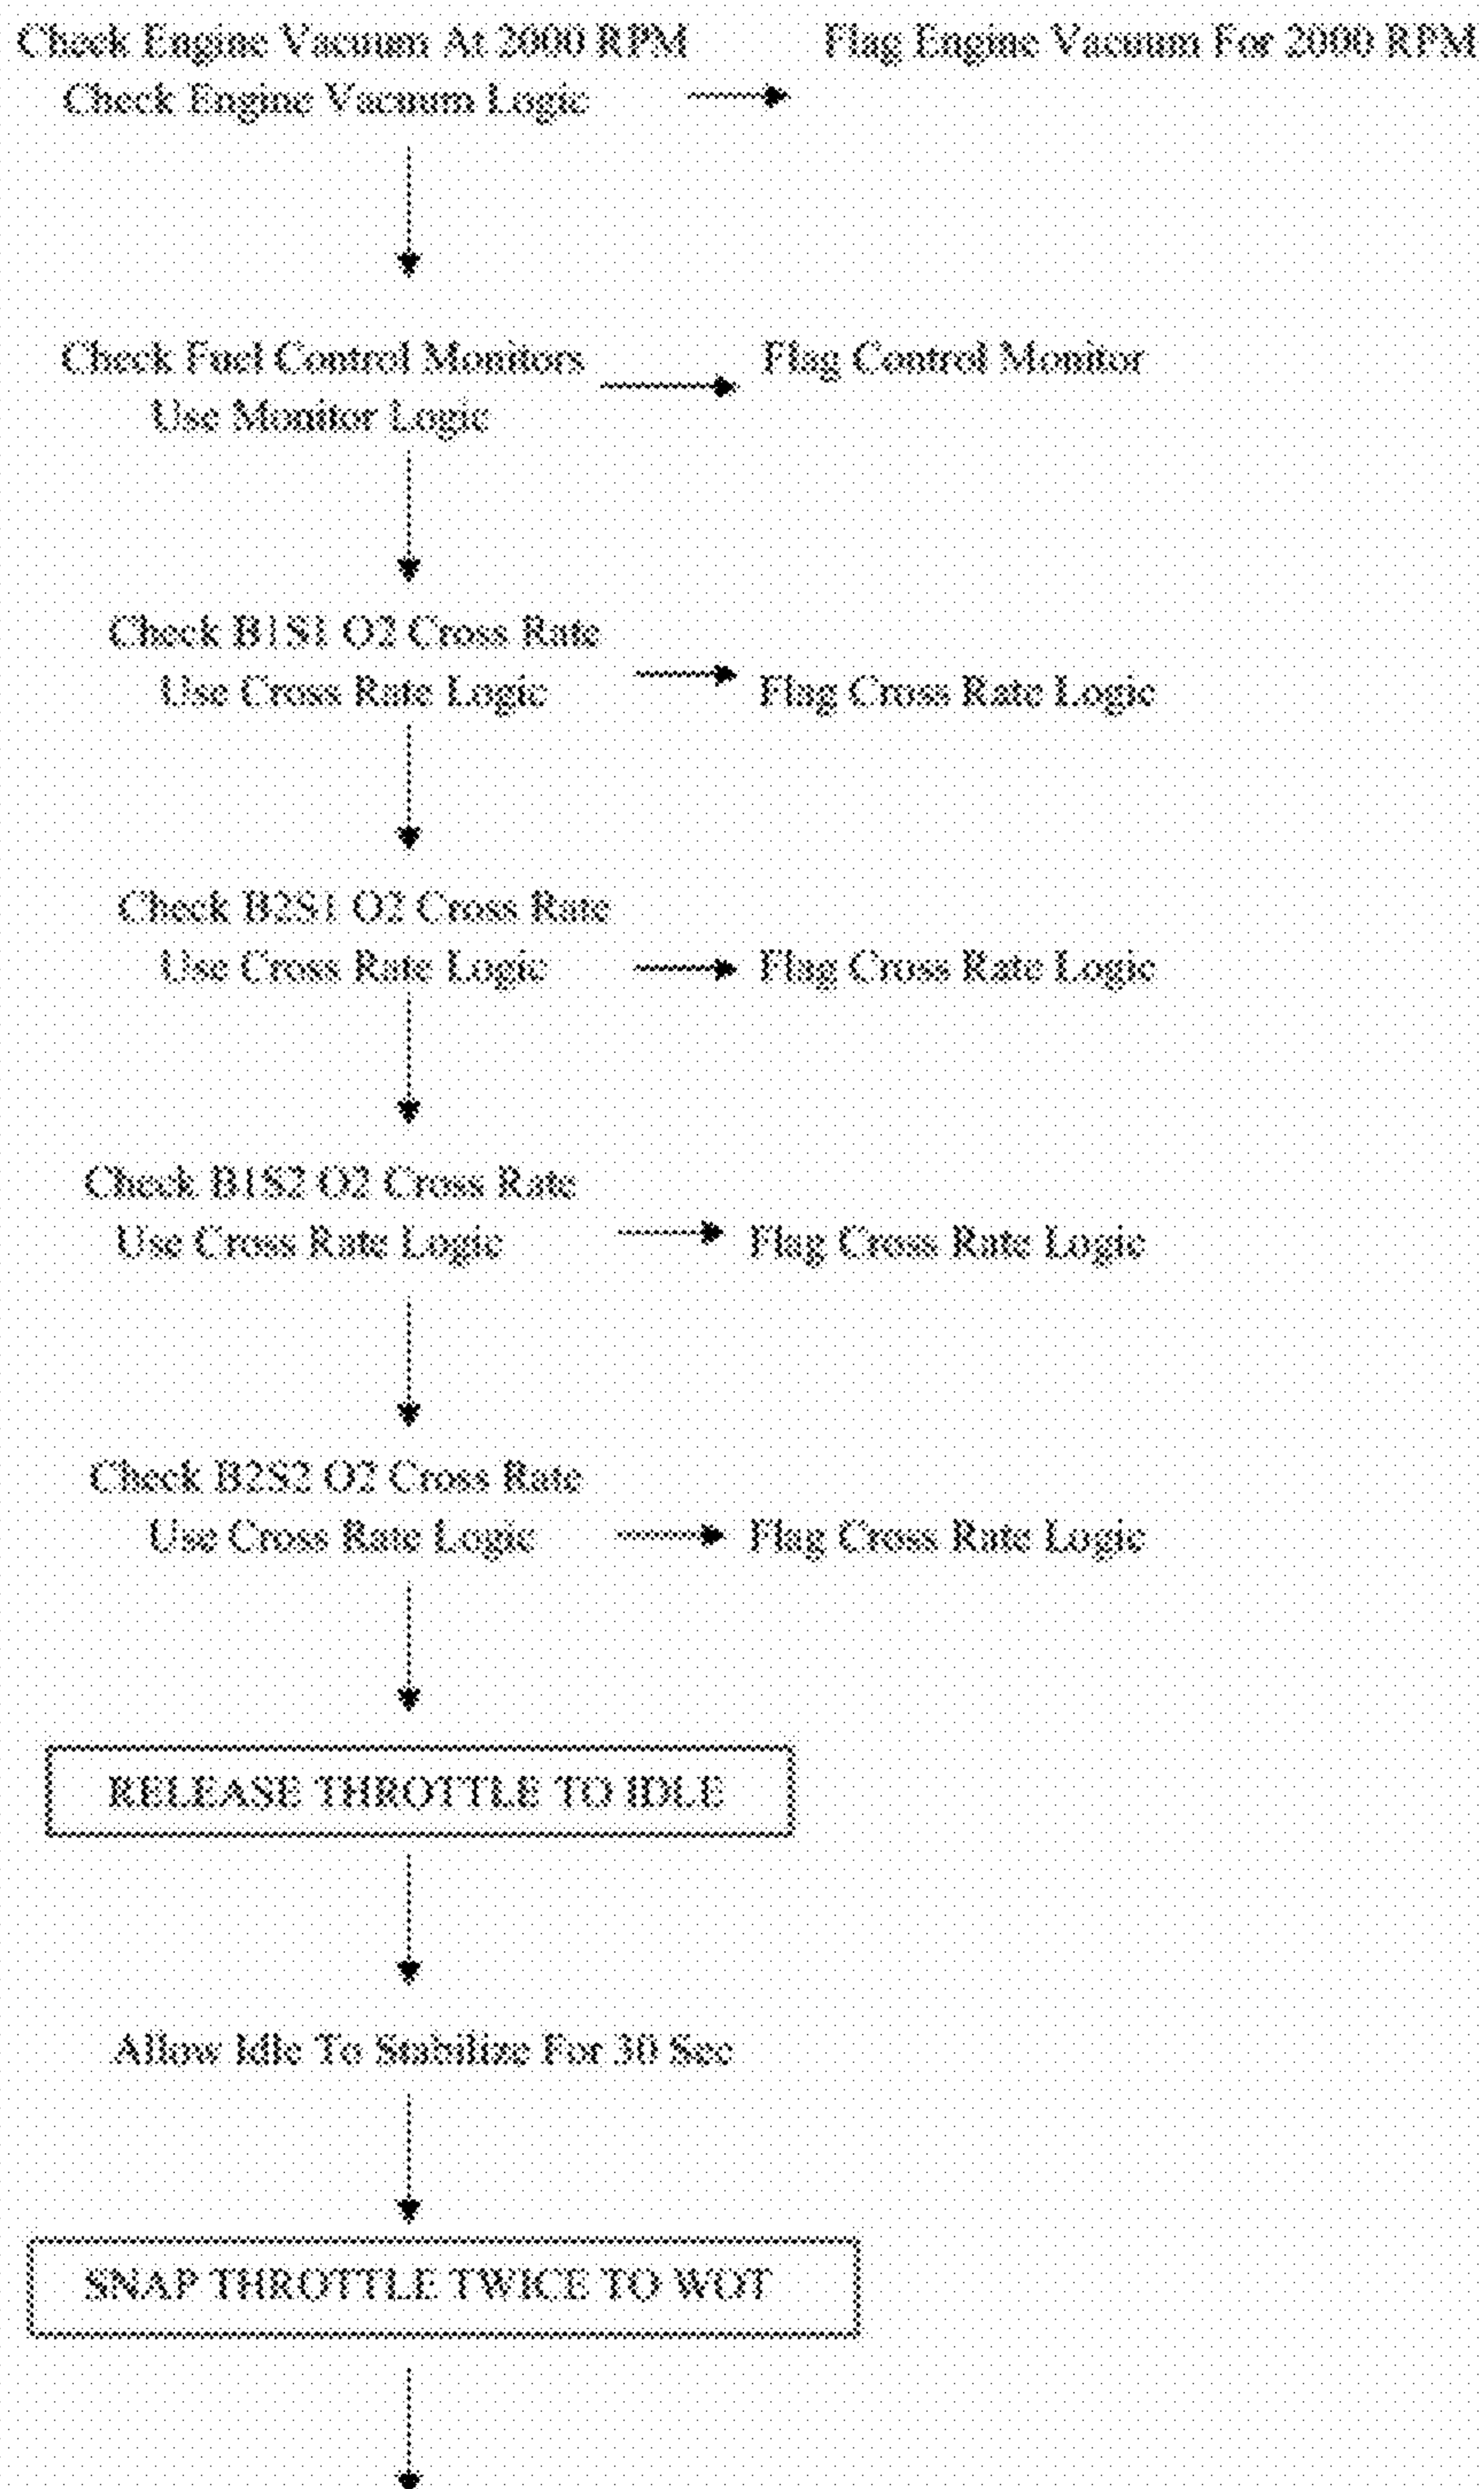 Check Engine Vacuum At 2000 RPM
Flag Engine Vacuum For 2000 RPM
Check Engine Vacuum Logic
Check Fuel Control Monitors
Flag Control Monitor
Use Monitor Logic
Check B1S1 O2 Cross Rate
Use Cross Rate Logic
Flag Cross Rate Logic
Check B2S1 O2 Cross Rate
Use Cross Rate Logic
Flag Cross Rate Logic
Check B1S2 O2 Cross Rate
Use Cross Rate Logic
Flag Cross Rate Logic
Check B2S2 O2 Cross Rate
Use Cross Rate Logic
Flag Cross Rate Logic
RELEASE THROTTLE TO IDLE
Allow Idle To Stabilize For 30 Sec
SNAP THROTTLE TWICE TO WOT